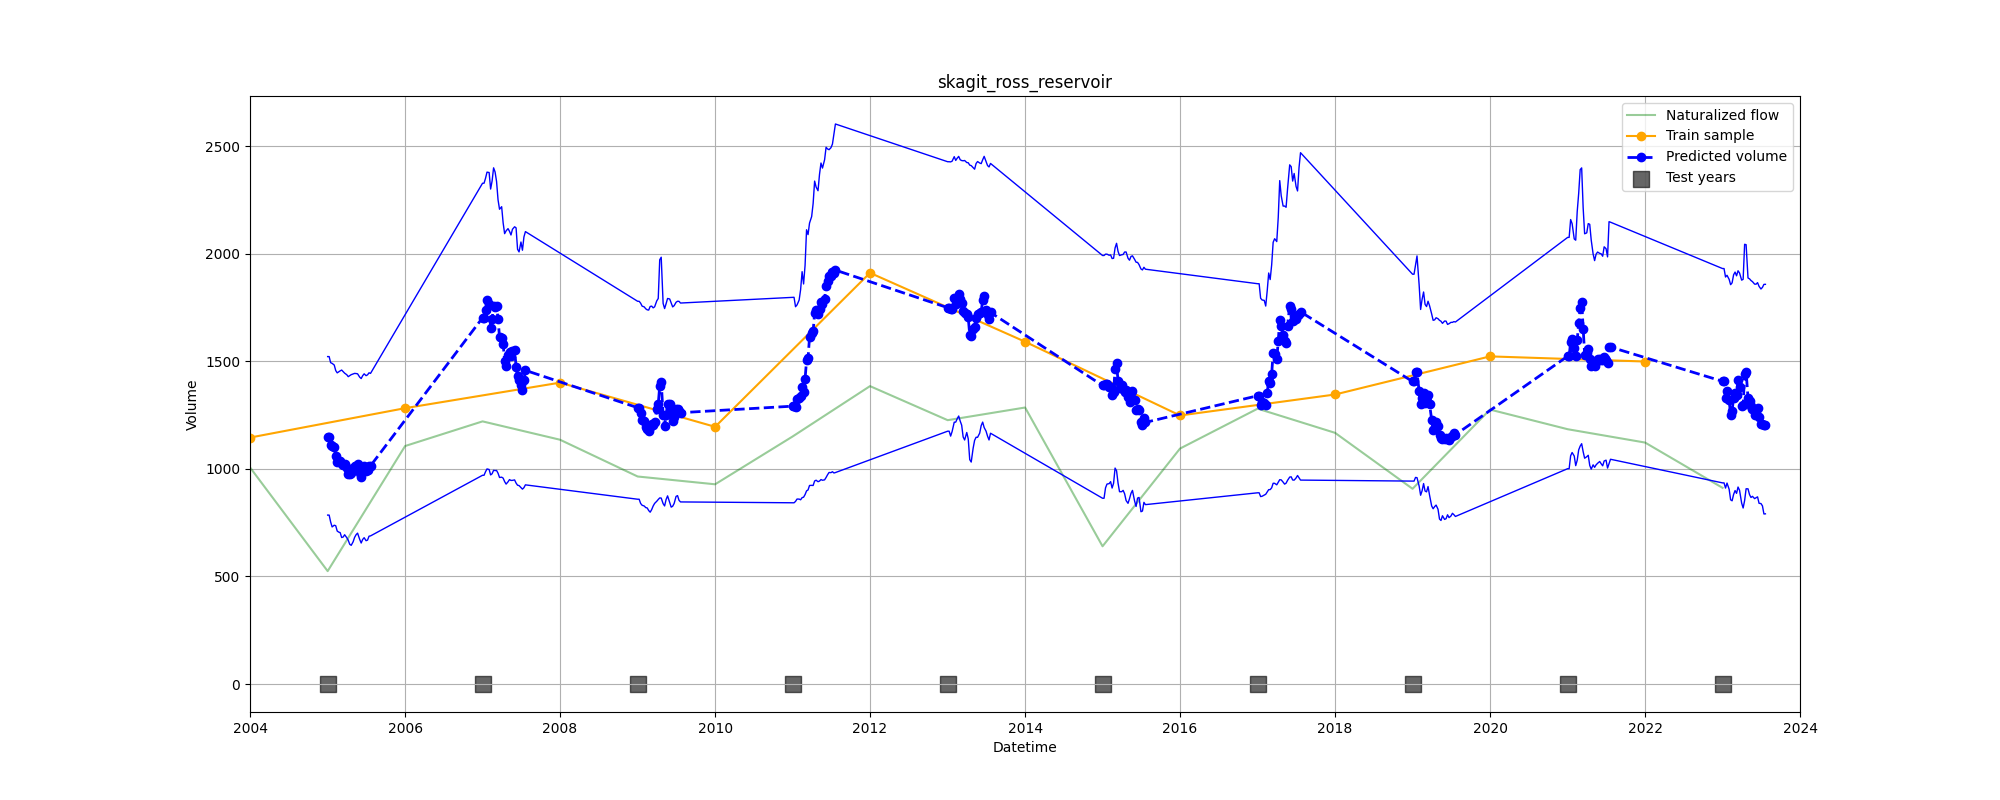 skagit_ross_reservoir
Naturalized flow
Train sample
Predicted volume
Test years
Volume
2500
2000
1500
1000
500
0
2004 2006 2008 2010 2012 2014 2016 2018 2020 2022 2024
Datetime